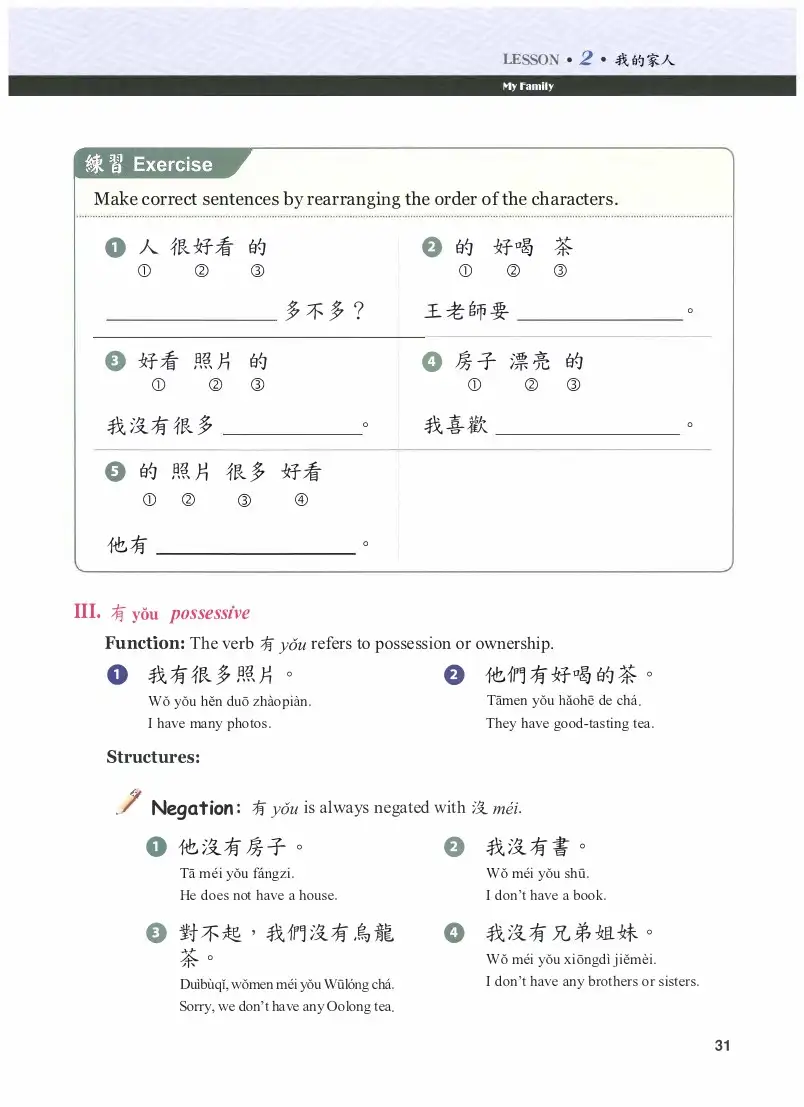 LESSON • 2 • 我的家人
My Family
練習 Exercise
Make correct sentences by rearranging the order of the characters.
1 人 很好看 的
① ② ③
____________ 多不多？
2 的 好喝 茶
① ② ③
王老師要 ____________。
3 好看 照片 的
① ② ③
我沒有很多 ____________。
4 房子 漂亮 的
① ② ③
我喜歡 ____________。
5 的 照片 很多 好看
① ② ③ ④
他有 ____________。
III. 有 yǒu possessive
Function: The verb 有 yǒu refers to possession or ownership.
1 我有很多照片。
Wǒ yǒu hěn duō zhàopiàn.
I have many photos.
2 他們有好喝的茶。
Tāmen yǒu hǎohē de chá.
They have good-tasting tea.
Structures:
Negation: 有 yǒu is always negated with 沒 méi.
1 他沒有房子。
Tā méi yǒu fángzi.
He does not have a house.
2 我沒有書。
Wǒ méi yǒu shū.
I don't have a book.
3 對不起，我們沒有烏龍
茶。
Duìbùqǐ, wǒmen méi yǒu Wūlóng chá.
Sorry, we don't have any Oolong tea.
4 我沒有兄弟姐妹。
Wǒ méi yǒu xiōngdì jiěmèi.
I don't have any brothers or sisters.
31